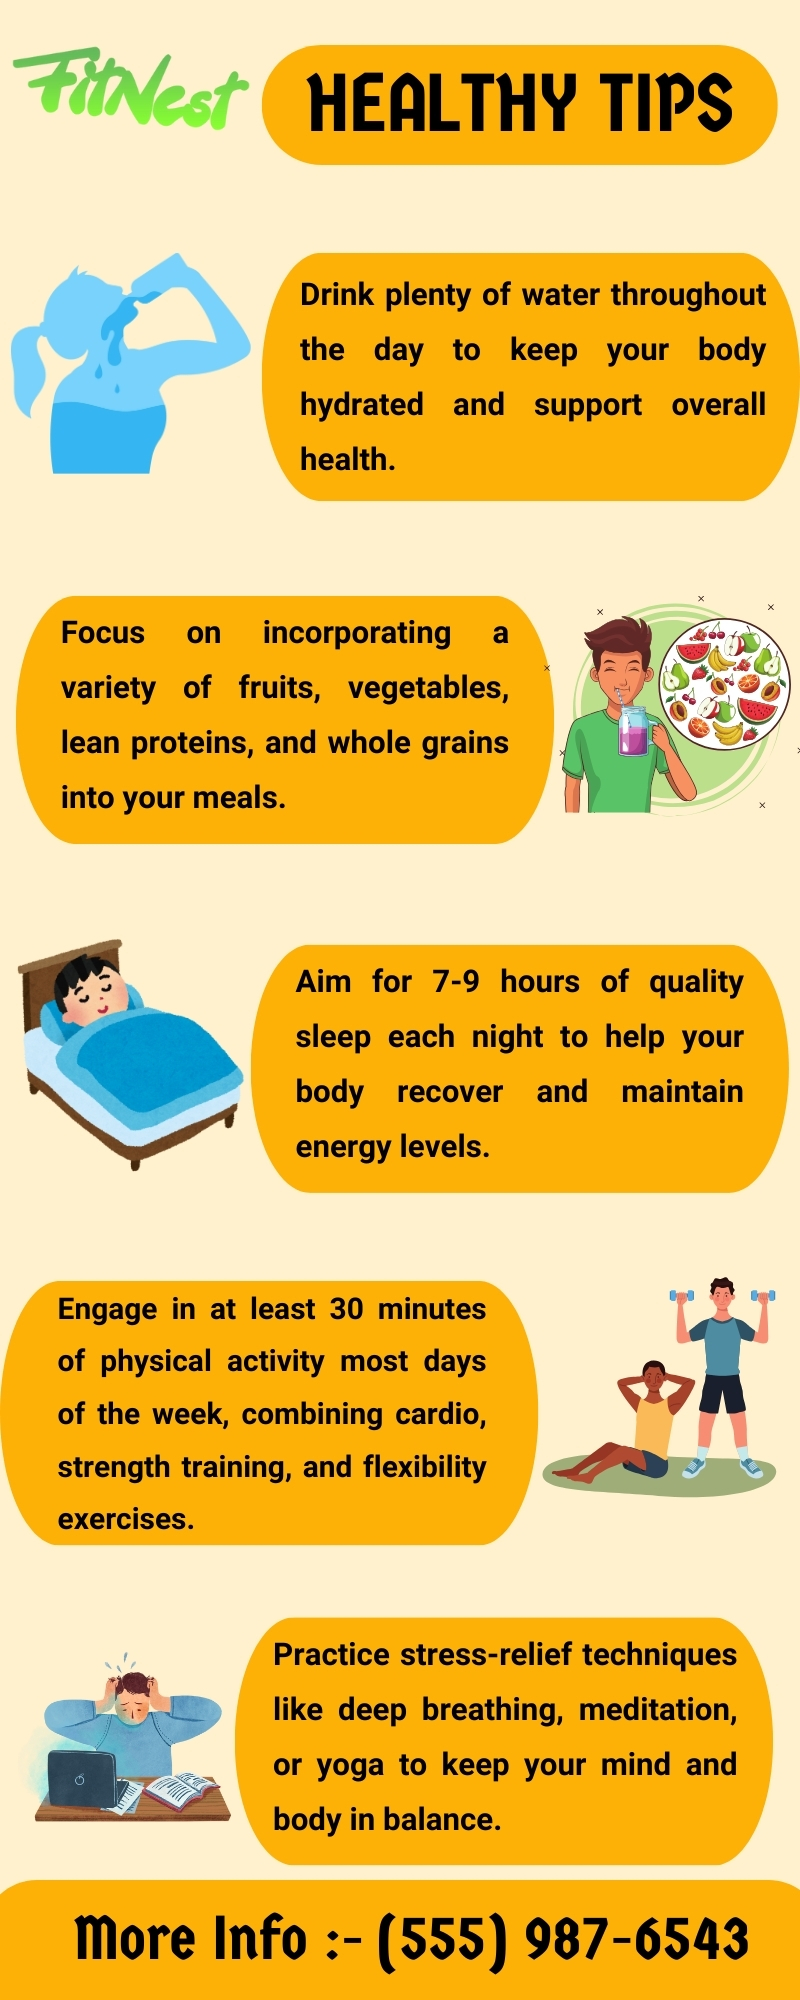 FitNest
HEALTHY TIPS
Drink plenty of water throughout
the day to keep your body
hydrated and support overall
health.
Focus on incorporating a
variety of fruits, vegetables,
lean proteins, and whole grains
into your meals.
Aim for 7-9 hours of quality
sleep each night to help your
body recover and maintain
energy levels.
Engage in at least 30 minutes
of physical activity most days
of the week, combining cardio,
strength training, and flexibility
exercises.
Practice stress-relief techniques
like deep breathing, meditation,
or yoga to keep your mind and
body in balance.
More Info :- (555) 987-6543